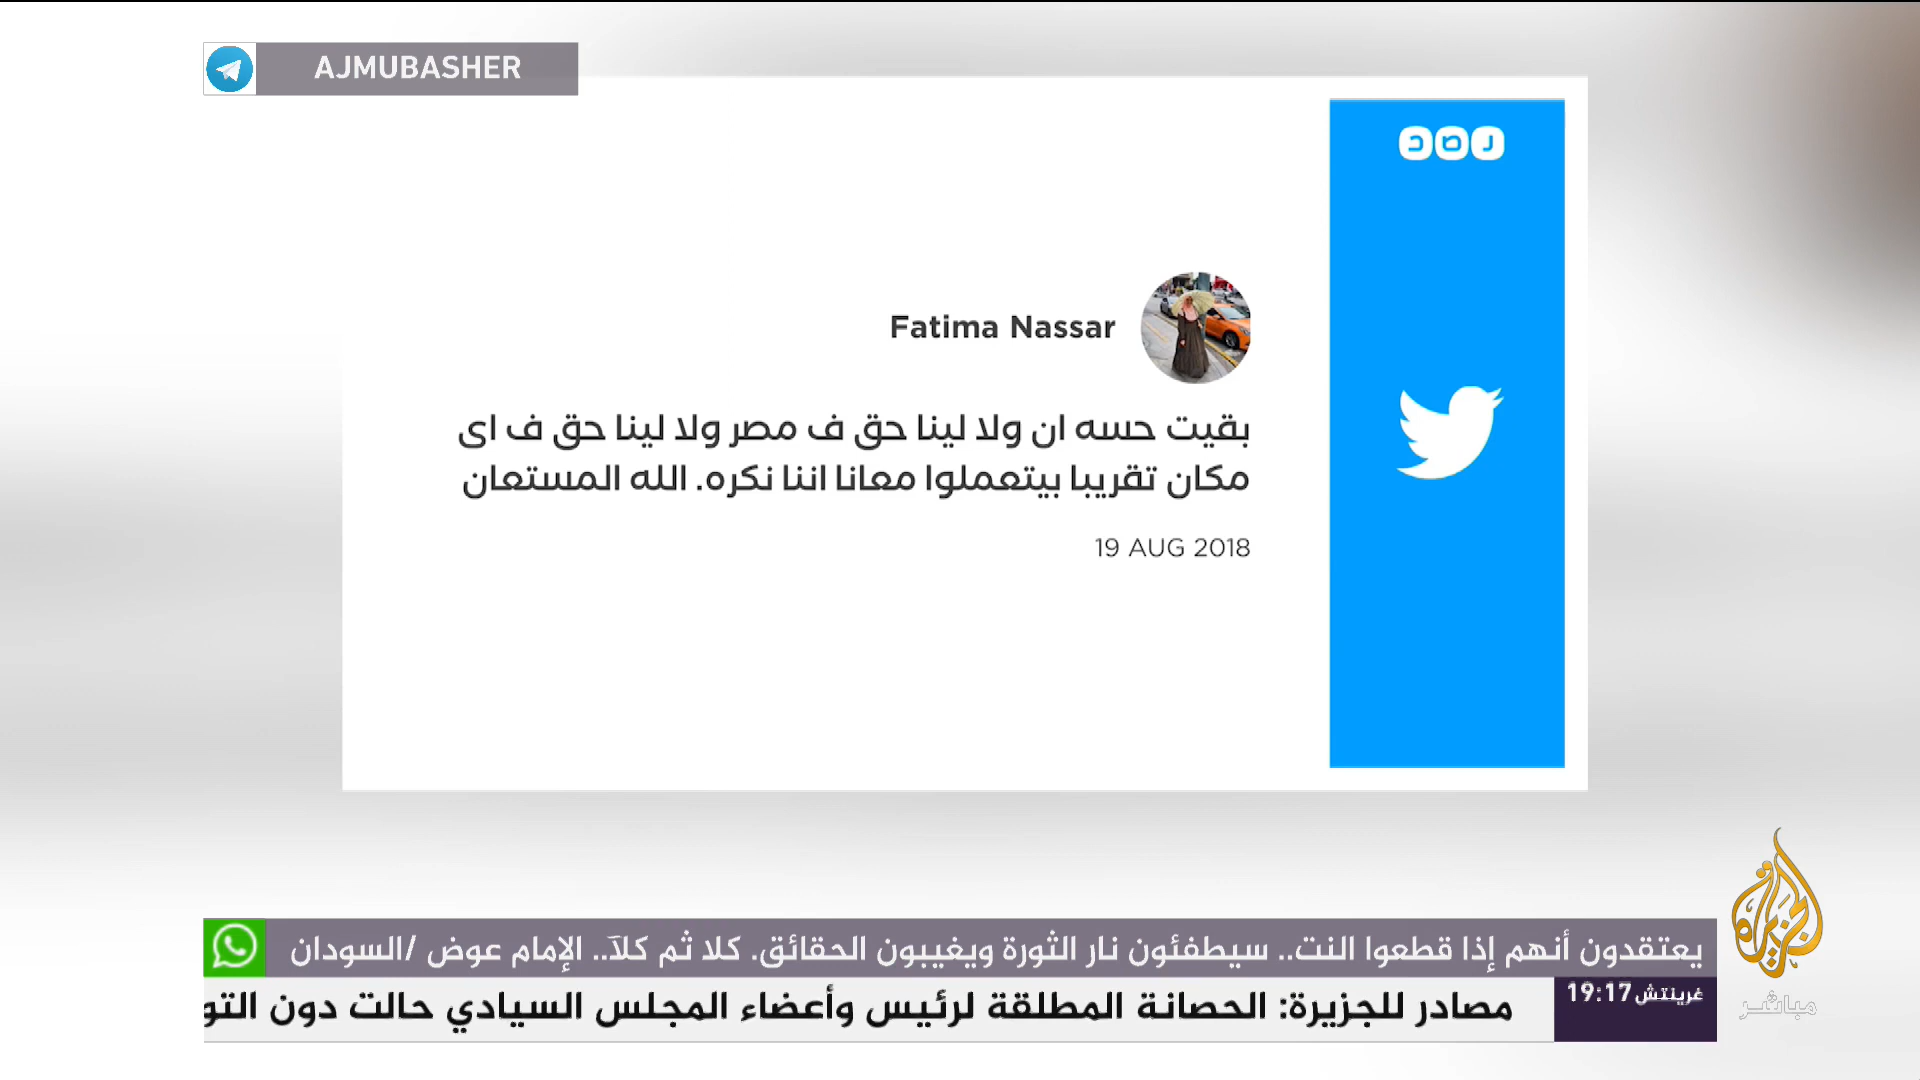 AJMUBASHER
رصد
Fatima Nassar
بقيت حسه ان ولا لينا حق ف مصر ولا لينا حق ف اى
مكان تقريبا بيتعملوا معانا اننا نكره. الله المستعان
19 AUG 2018
يعتقدون أنهم إذا قطعوا النت.. سيطفئون نار الثورة ويغيبون الحقائق. كلا ثم كلآ.. الإمام عوض /السودان
غرينتش 19:17
مصادر للجزيرة: الحصانة المطلقة لرئيس وأعضاء المجلس السيادي حالت دون التو
الجزيرة
مباشر